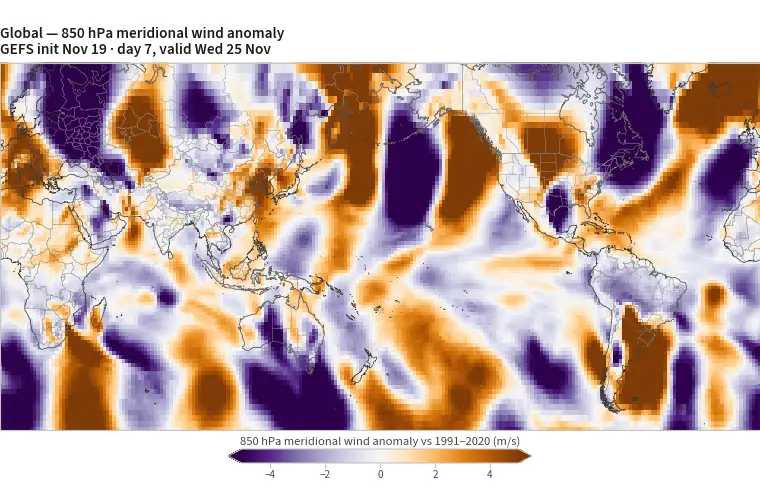 Global — 850 hPa meridional wind anomaly
GEFS init Nov 19 · day 7, valid Wed 25 Nov
850 hPa meridional wind anomaly vs 1991–2020 (m/s)
−4 −2 0 2 4